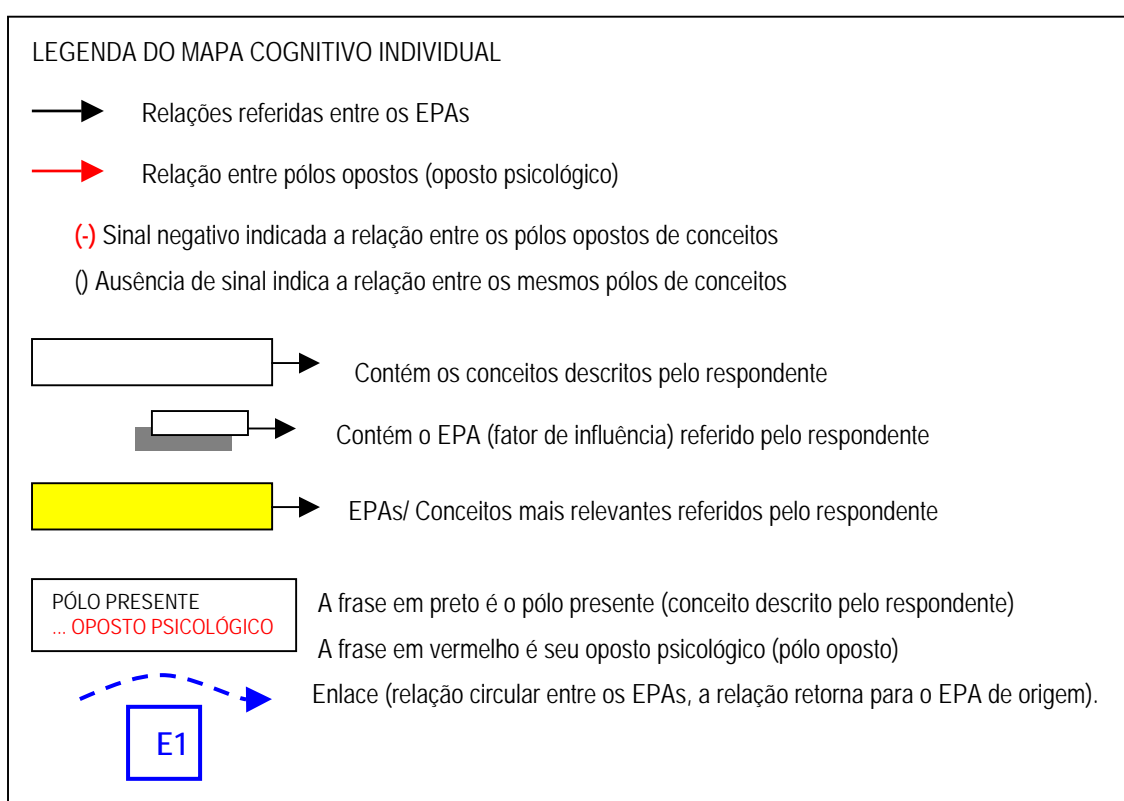 LEGENDA DO MAPA COGNITIVO INDIVIDUAL
Relações referidas entre os EPAs
Relação entre pólos opostos (oposto psicológico)
(-) Sinal negativo indicada a relação entre os pólos opostos de conceitos
() Ausência de sinal indica a relação entre os mesmos pólos de conceitos
Contém os conceitos descritos pelo respondente
Contém o EPA (fator de influência) referido pelo respondente
EPAs/ Conceitos mais relevantes referidos pelo respondente
PÓLO PRESENTE
... OPOSTO PSICOLÓGICO
A frase em preto é o pólo presente (conceito descrito pelo respondente)
A frase em vermelho é seu oposto psicológico (pólo oposto)
Enlace (relação circular entre os EPAs, a relação retorna para o EPA de origem).
E1